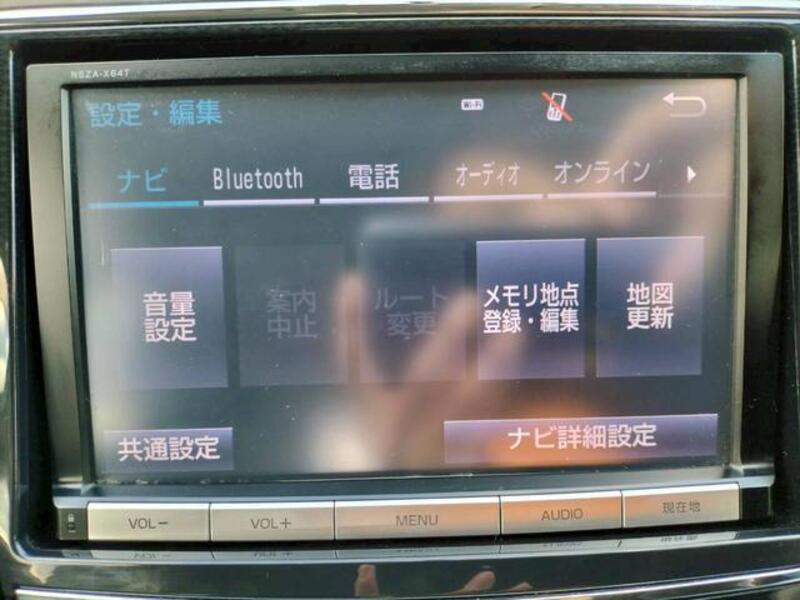 NSZA-X64T
設定・編集
Wi-Fi
ナビ
Bluetooth
電話
オーディオ
オンライン
音量
設定
案内
中止
ルート
変更
メモリ地点
登録・編集
地図
更新
共通設定
ナビ詳細設定
VOL−
VOL+
MENU
AUDIO
現在地